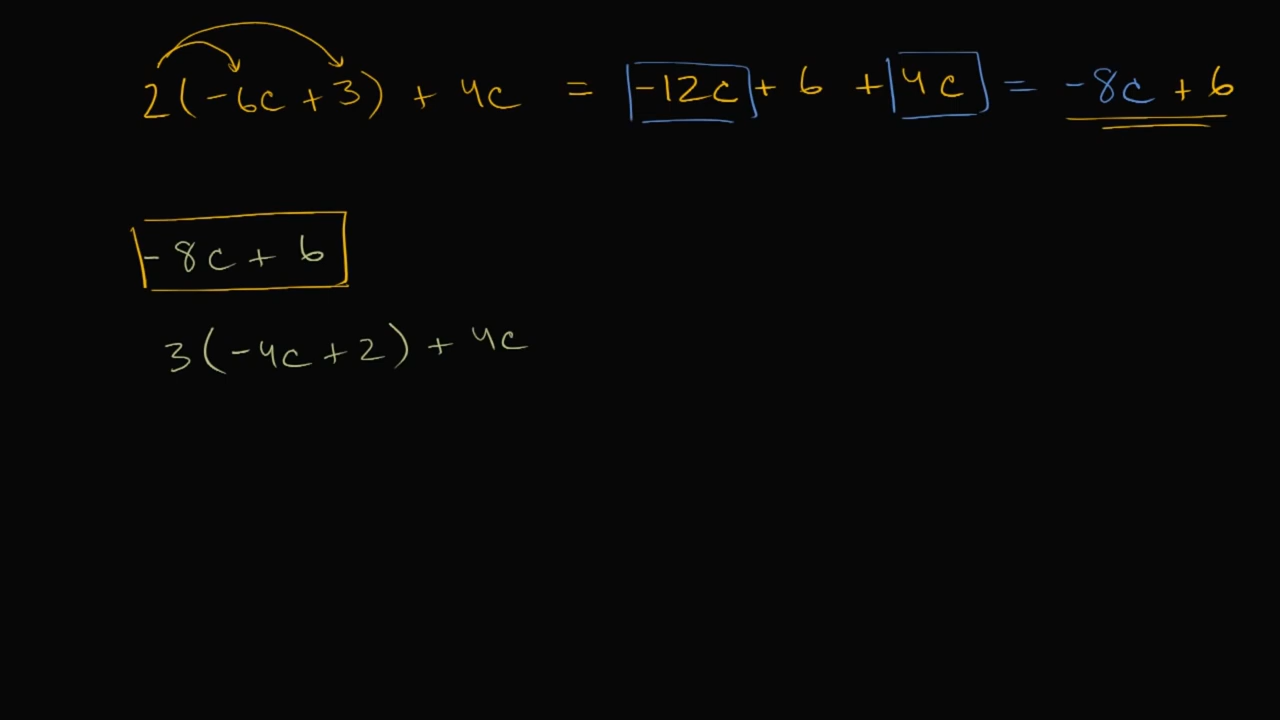 2(-6c+3) + 4c = -12c + 6 + 4c = -8c + 6
-8c + 6
3(-4c+2) + 4c